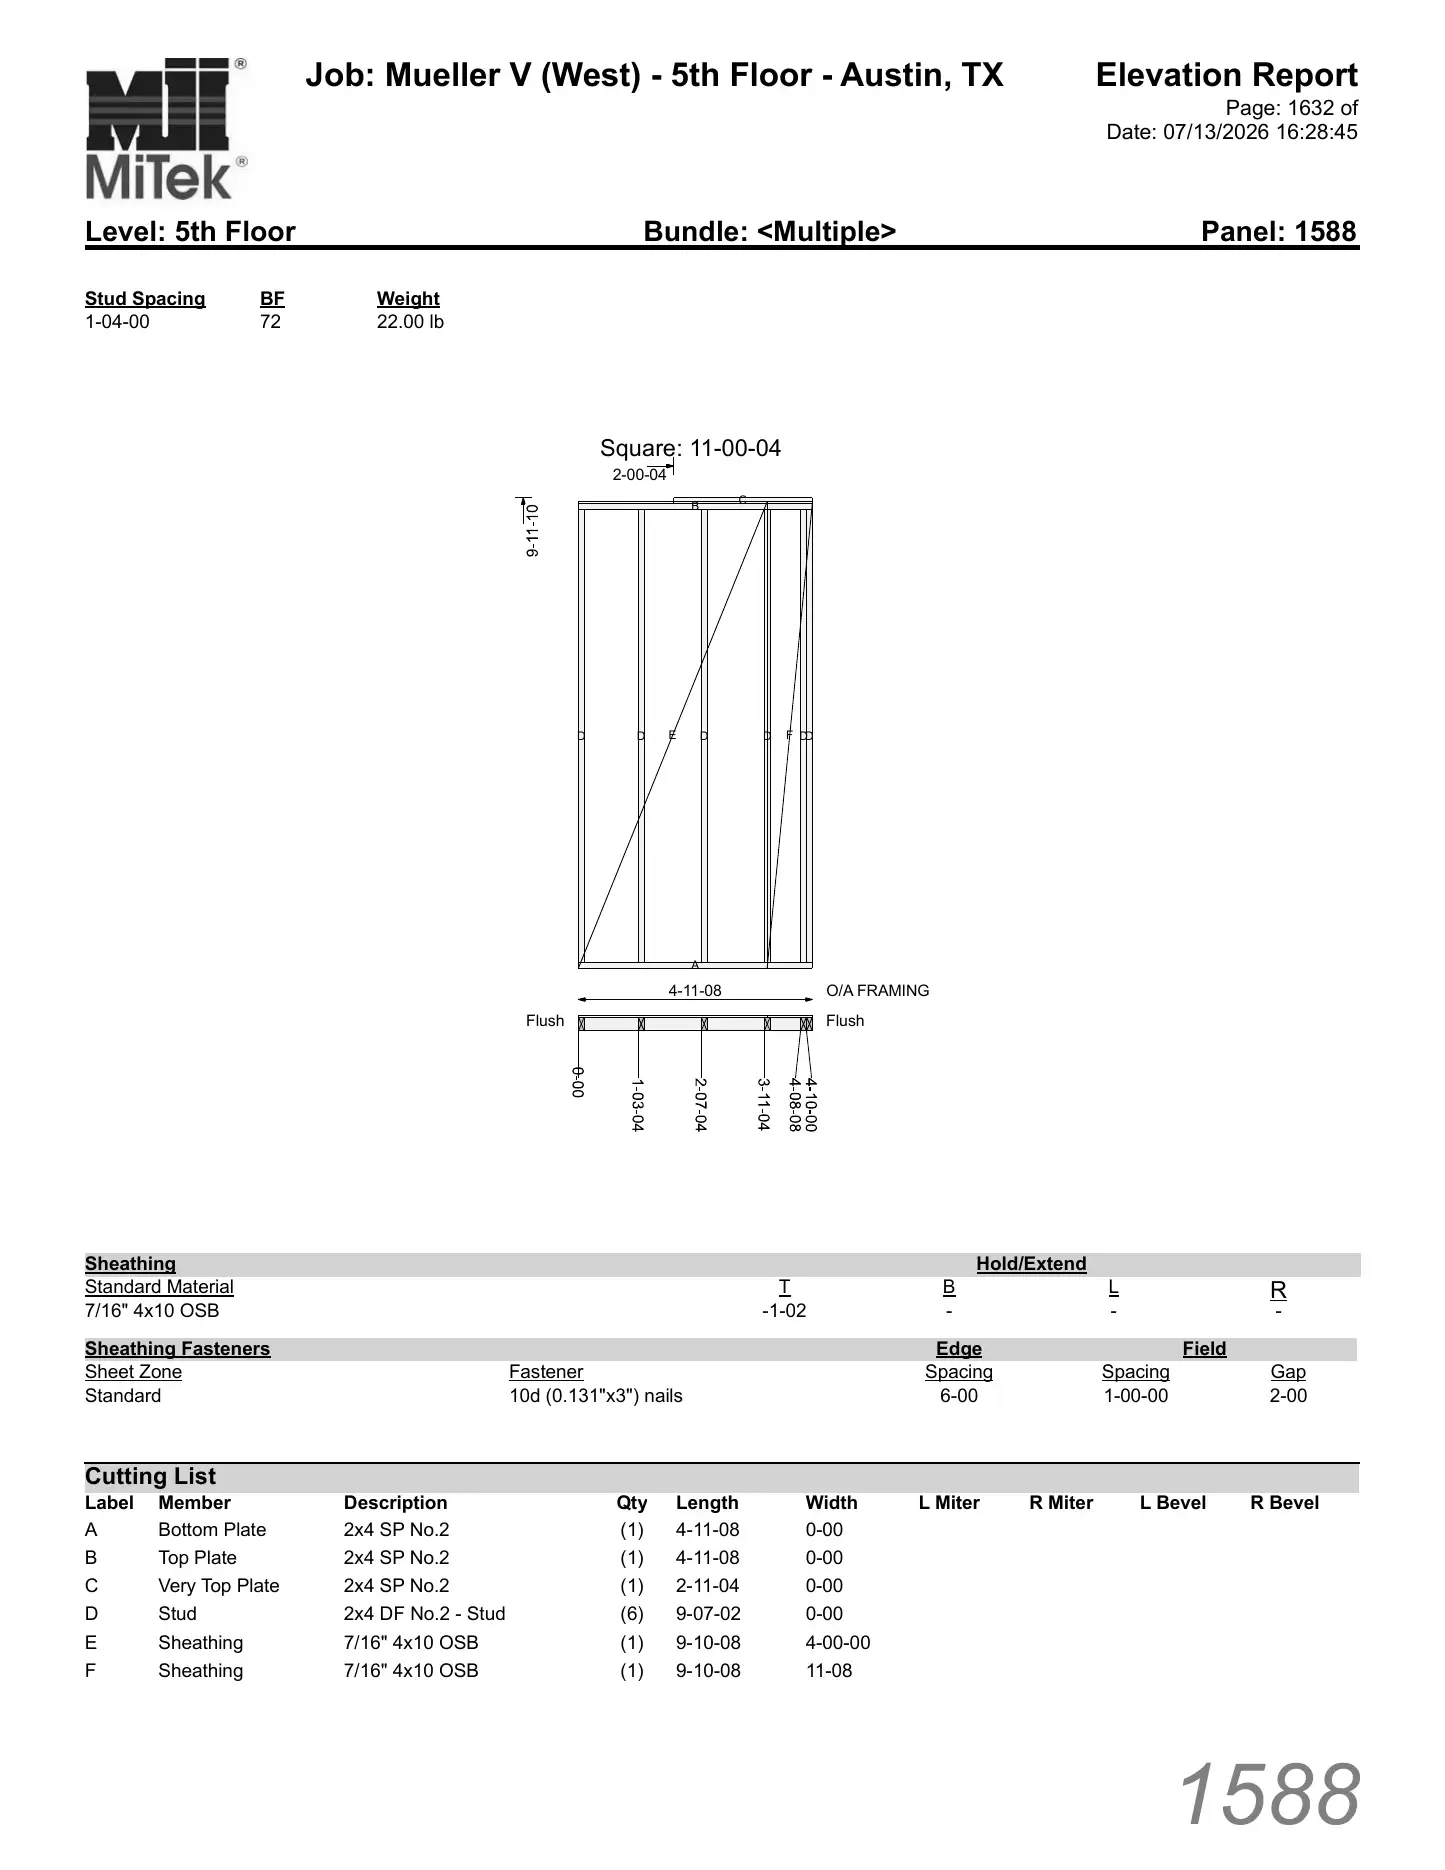 Job: Mueller V (West) - 5th Floor - Austin, TX
Elevation Report
Page: 1632 of
Date: 07/13/2026 16:28:45
MiTek®
Level: 5th Floor Bundle: <Multiple> Panel: 1588
Stud Spacing BF Weight
1-04-00 72 22.00 lb
Square: 11-00-04
2-00-04
9-11-10
C
B
D D E D D F D D
A
4-11-08 O/A FRAMING
Flush Flush
0-00 1-03-04 2-07-04 3-11-04 4-08-08 4-10-00
Sheathing Hold/Extend
Standard Material T B L R
7/16" 4x10 OSB -1-02 - - -
Sheathing Fasteners Edge Field
Sheet Zone Fastener Spacing Spacing Gap
Standard 10d (0.131"x3") nails 6-00 1-00-00 2-00
Cutting List
Label Member Description Qty Length Width L Miter R Miter L Bevel R Bevel
A Bottom Plate 2x4 SP No.2 (1) 4-11-08 0-00
B Top Plate 2x4 SP No.2 (1) 4-11-08 0-00
C Very Top Plate 2x4 SP No.2 (1) 2-11-04 0-00
D Stud 2x4 DF No.2 - Stud (6) 9-07-02 0-00
E Sheathing 7/16" 4x10 OSB (1) 9-10-08 4-00-00
F Sheathing 7/16" 4x10 OSB (1) 9-10-08 11-08
1588